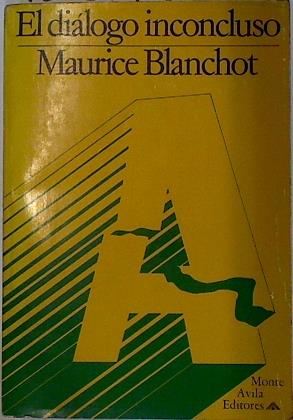 El diálogo inconcluso
Maurice Blanchot
A
Monte
Avila
Editores